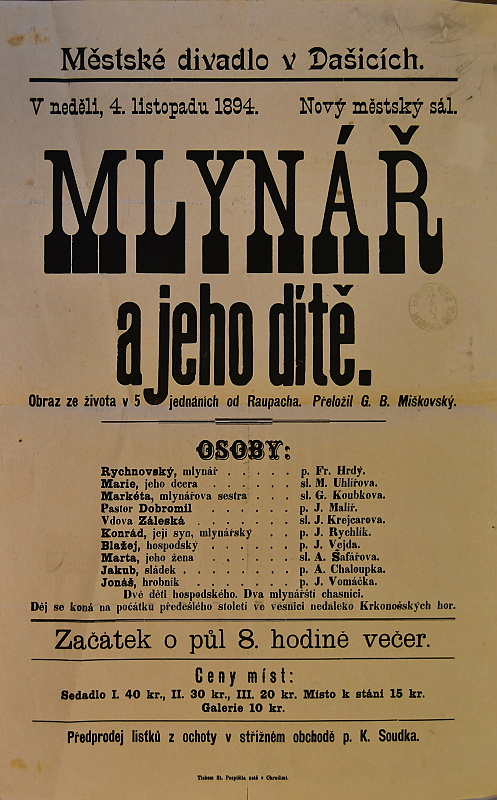 Městské divadlo v Dašicích.
V neděli, 4. listopadu 1894. Nový městský sál.
MLYNÁŘ
a jeho dítě.
Obraz ze života v 5 jednáních od Raupacha. Přeložil G. B. Miškovský.
OSOBY:
Rychnovský, mlynář . . . . . p. Fr. Hrdý.
Marie, jeho dcera . . . . . . sl. M. Uhlířova.
Markéta, mlynářova sestra . . . sl. G. Koubkova.
Pastor Dobromil . . . . . . p. J. Malíř.
Vdova Záleská . . . . . . sl. J. Krejcarova.
Konrád, její syn, mlynářský . . p. J. Rychlík.
Blažej, hospodský . . . . . . p. J. Vejda.
Marta, jeho žena . . . . . . sl. A. Šafářova.
Jakub, sládek . . . . . . . p. A. Chaloupka.
Jonáš, hrobník . . . . . . . p. J. Vomáčka.
Dvě děti hospodského. Dva mlynářští chasníci.
Děj se koná na počátku předešlého století ve vesnici nedaleko Krkonošských hor.
Začátek o půl 8. hodině večer.
Ceny míst:
Sedadlo I. 40 kr., II. 30 kr., III. 20 kr. Místo k stání 15 kr.
Galerie 10 kr.
Předprodej lístků z ochoty v střižném obchodě p. K. Soudka.
Tiskem St. Pospíšila zetě v Chrudimi.